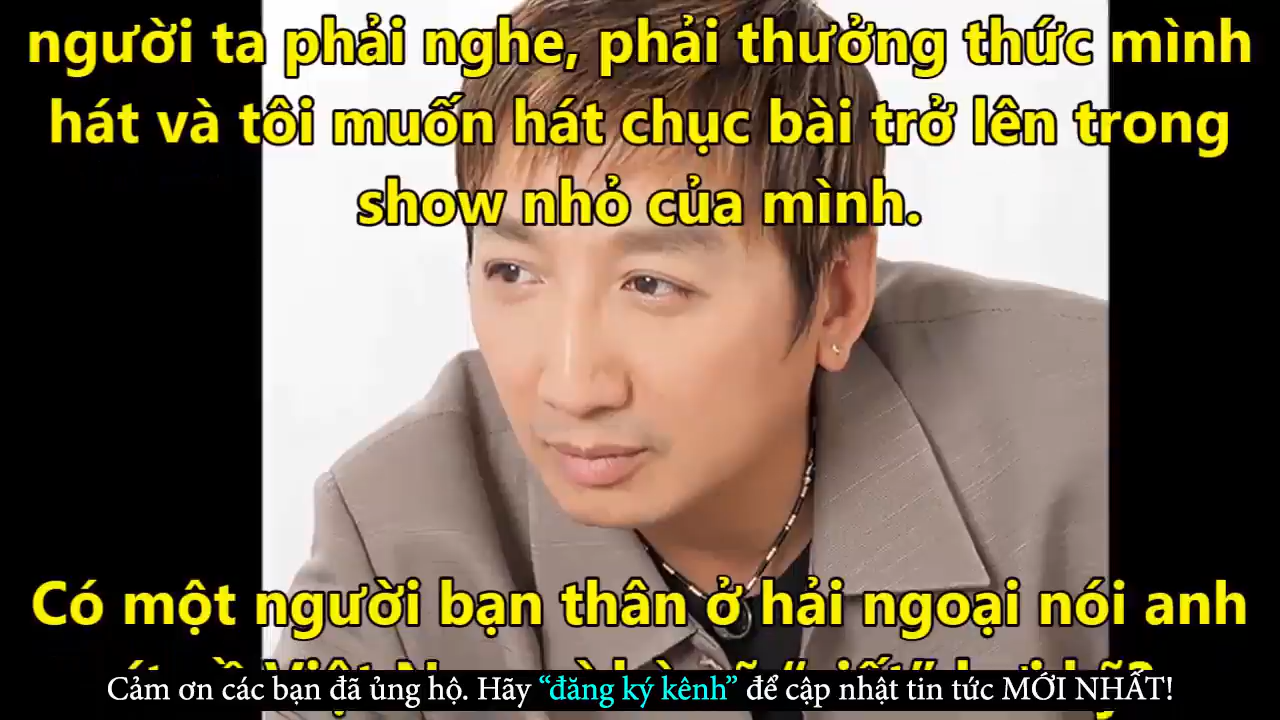 người ta phải nghe, phải thưởng thức mình
hát và tôi muốn hát chục bài trở lên trong
show nhỏ của mình.
Có một người bạn thân ở hải ngoại nói anh
Cảm ơn các bạn đã ủng hộ. Hãy “đăng ký kênh” để cập nhật tin tức MỚI NHẤT!